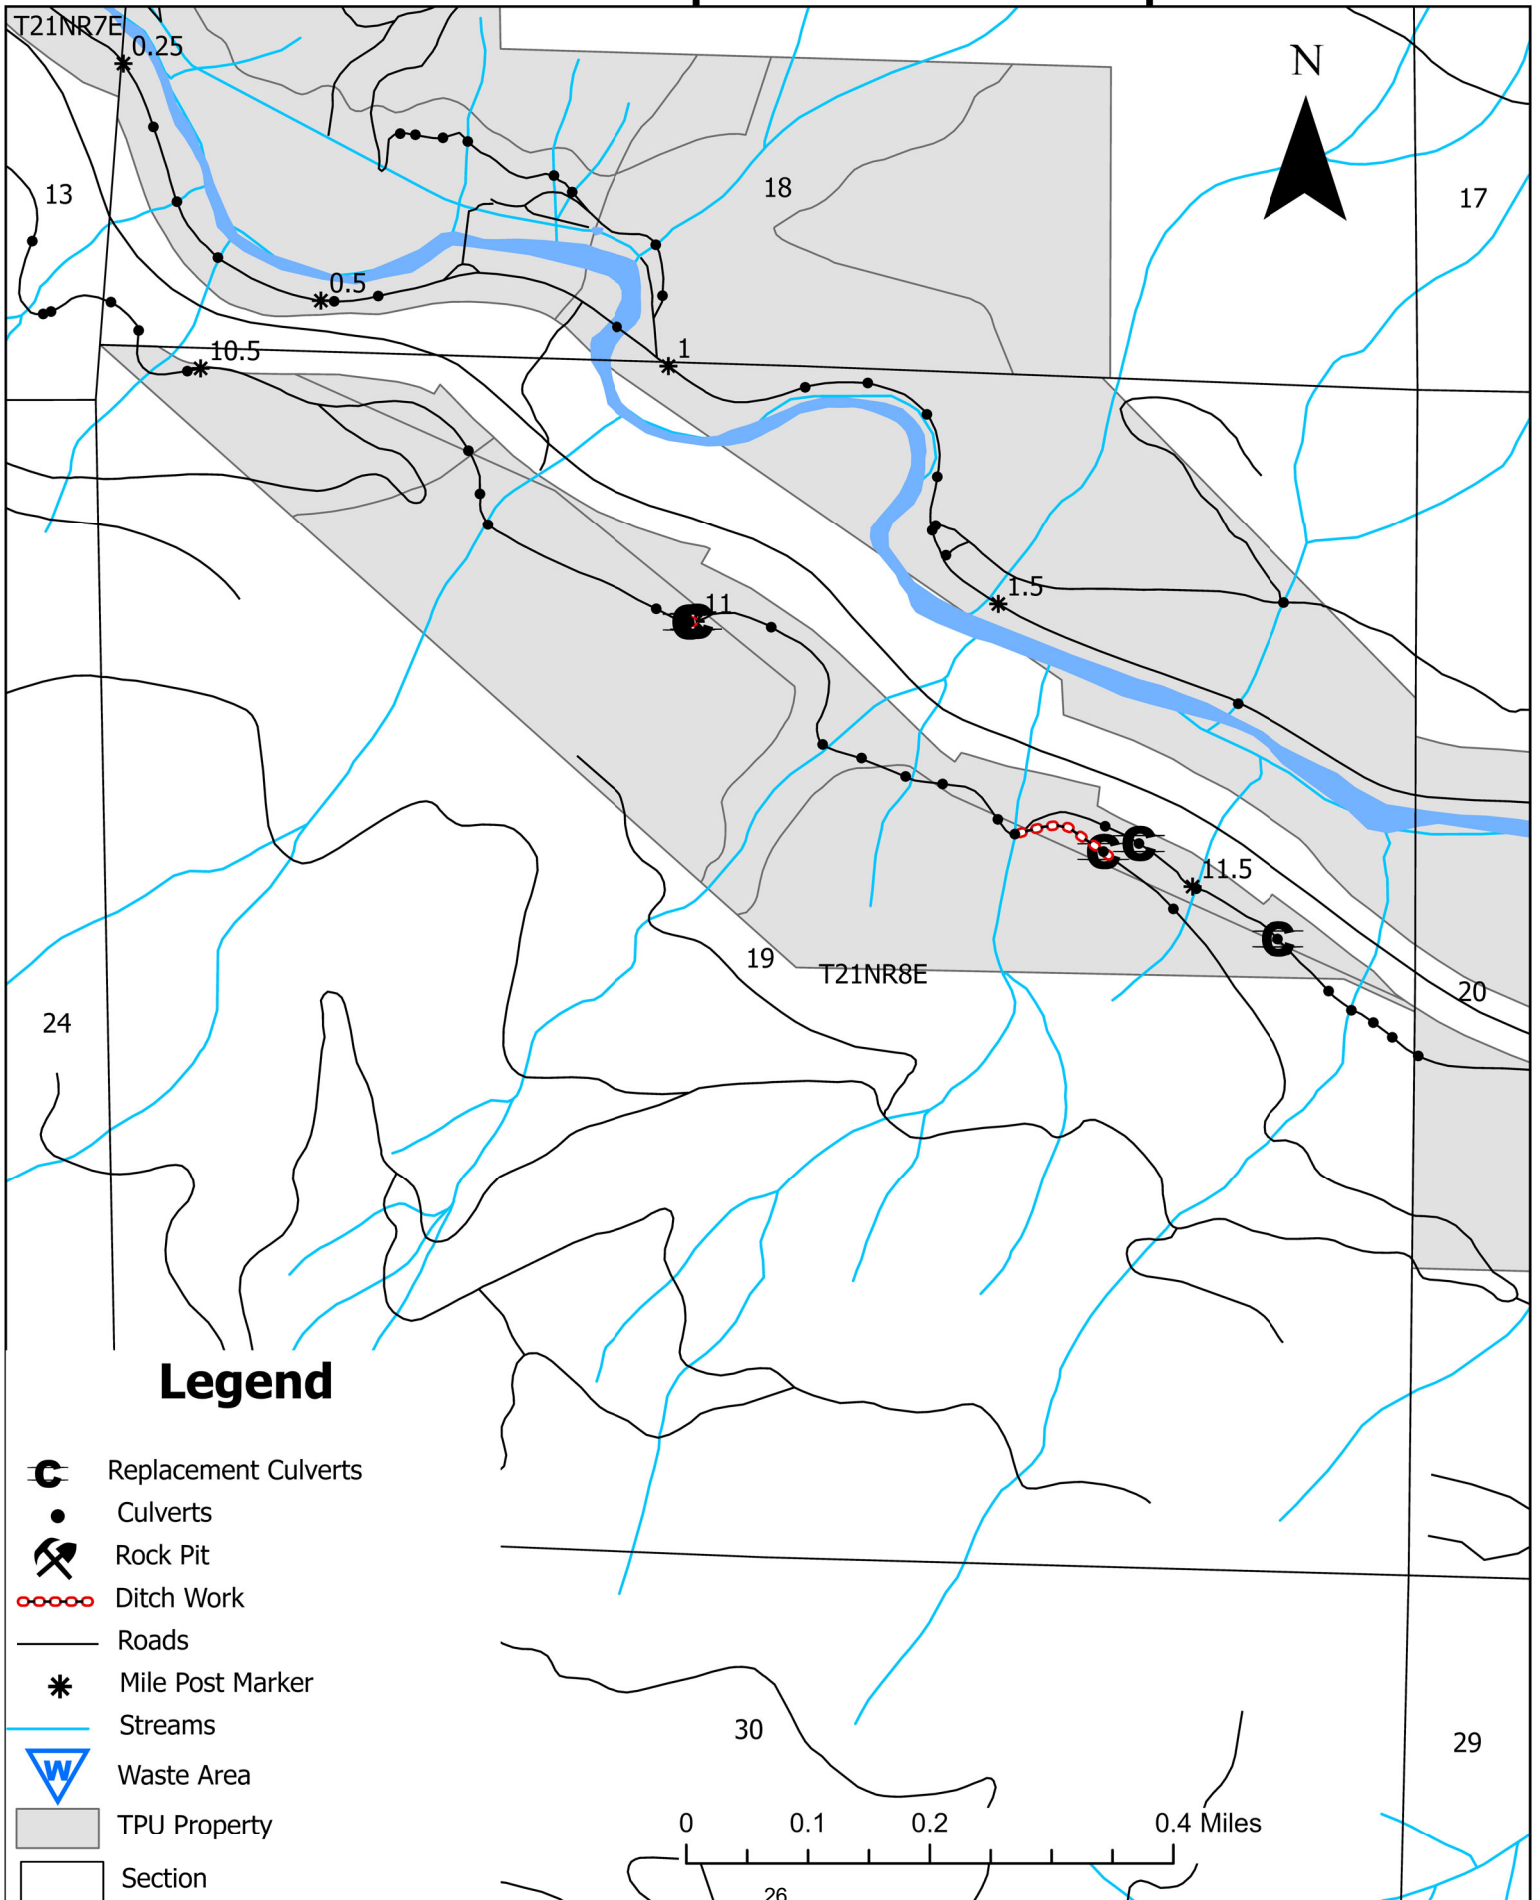 T21NR7E
0.25
N
13
18
17
0.5
10.5
1
1.5
11
11.5
19
T21NR8E
20
24
Legend
C Replacement Culverts
Culverts
Rock Pit
Ditch Work
Roads
Mile Post Marker
Streams
W Waste Area
TPU Property
Section
30
29
0 0.1 0.2 0.4 Miles
26